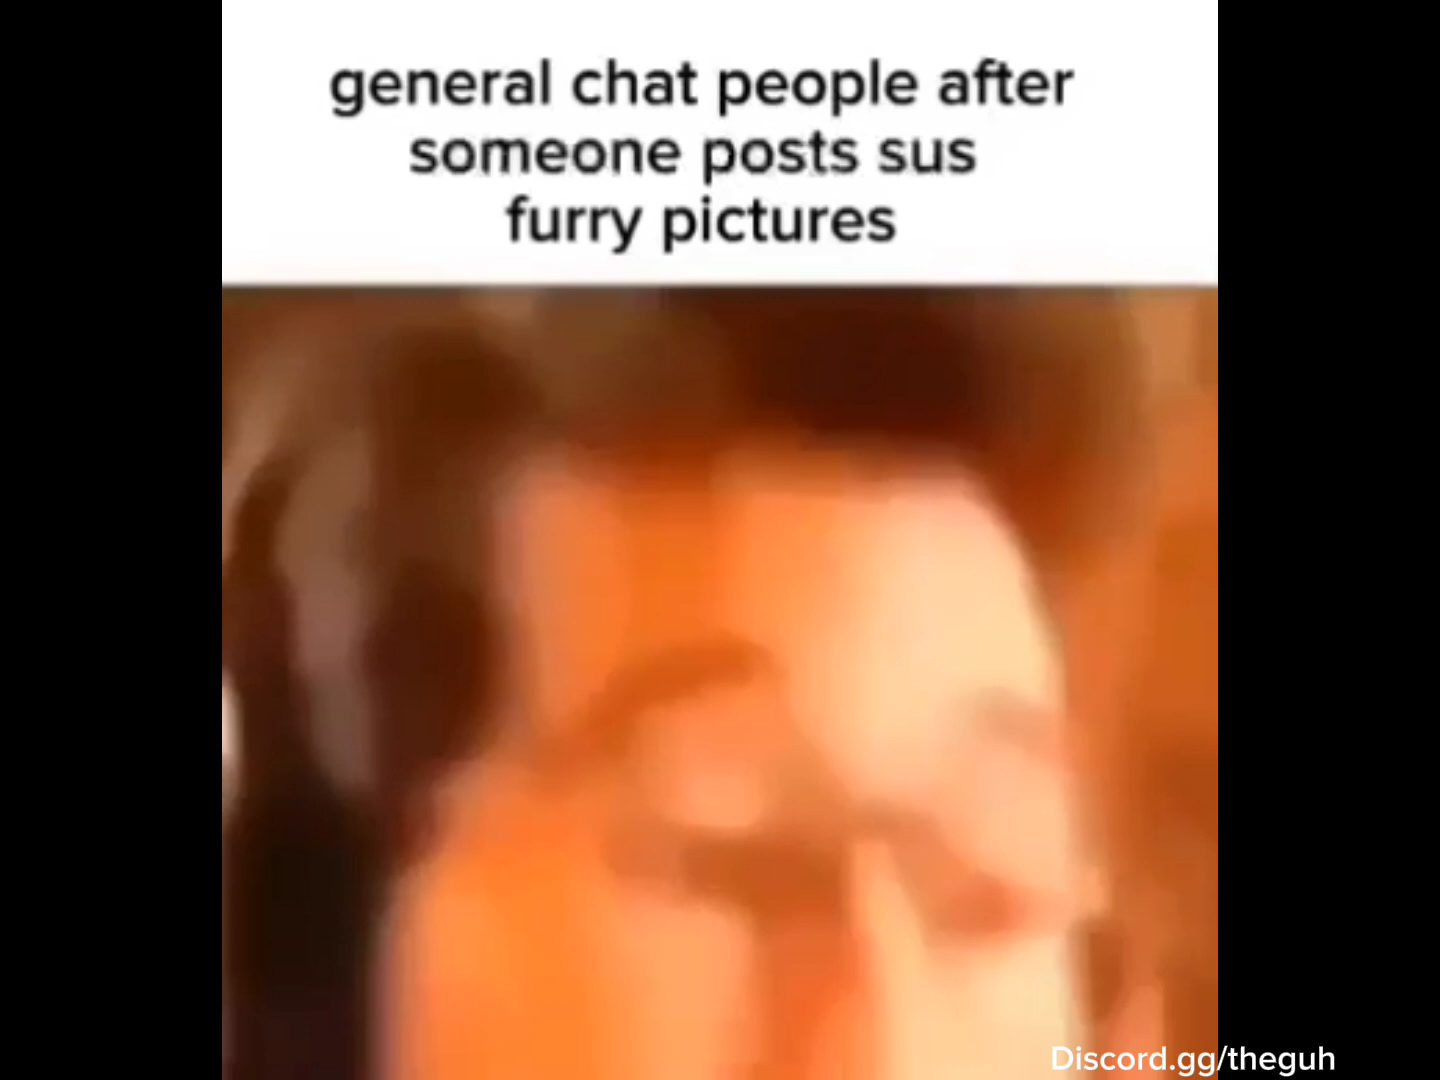 general chat people after
someone posts sus
furry pictures
Discord.gg/theguh